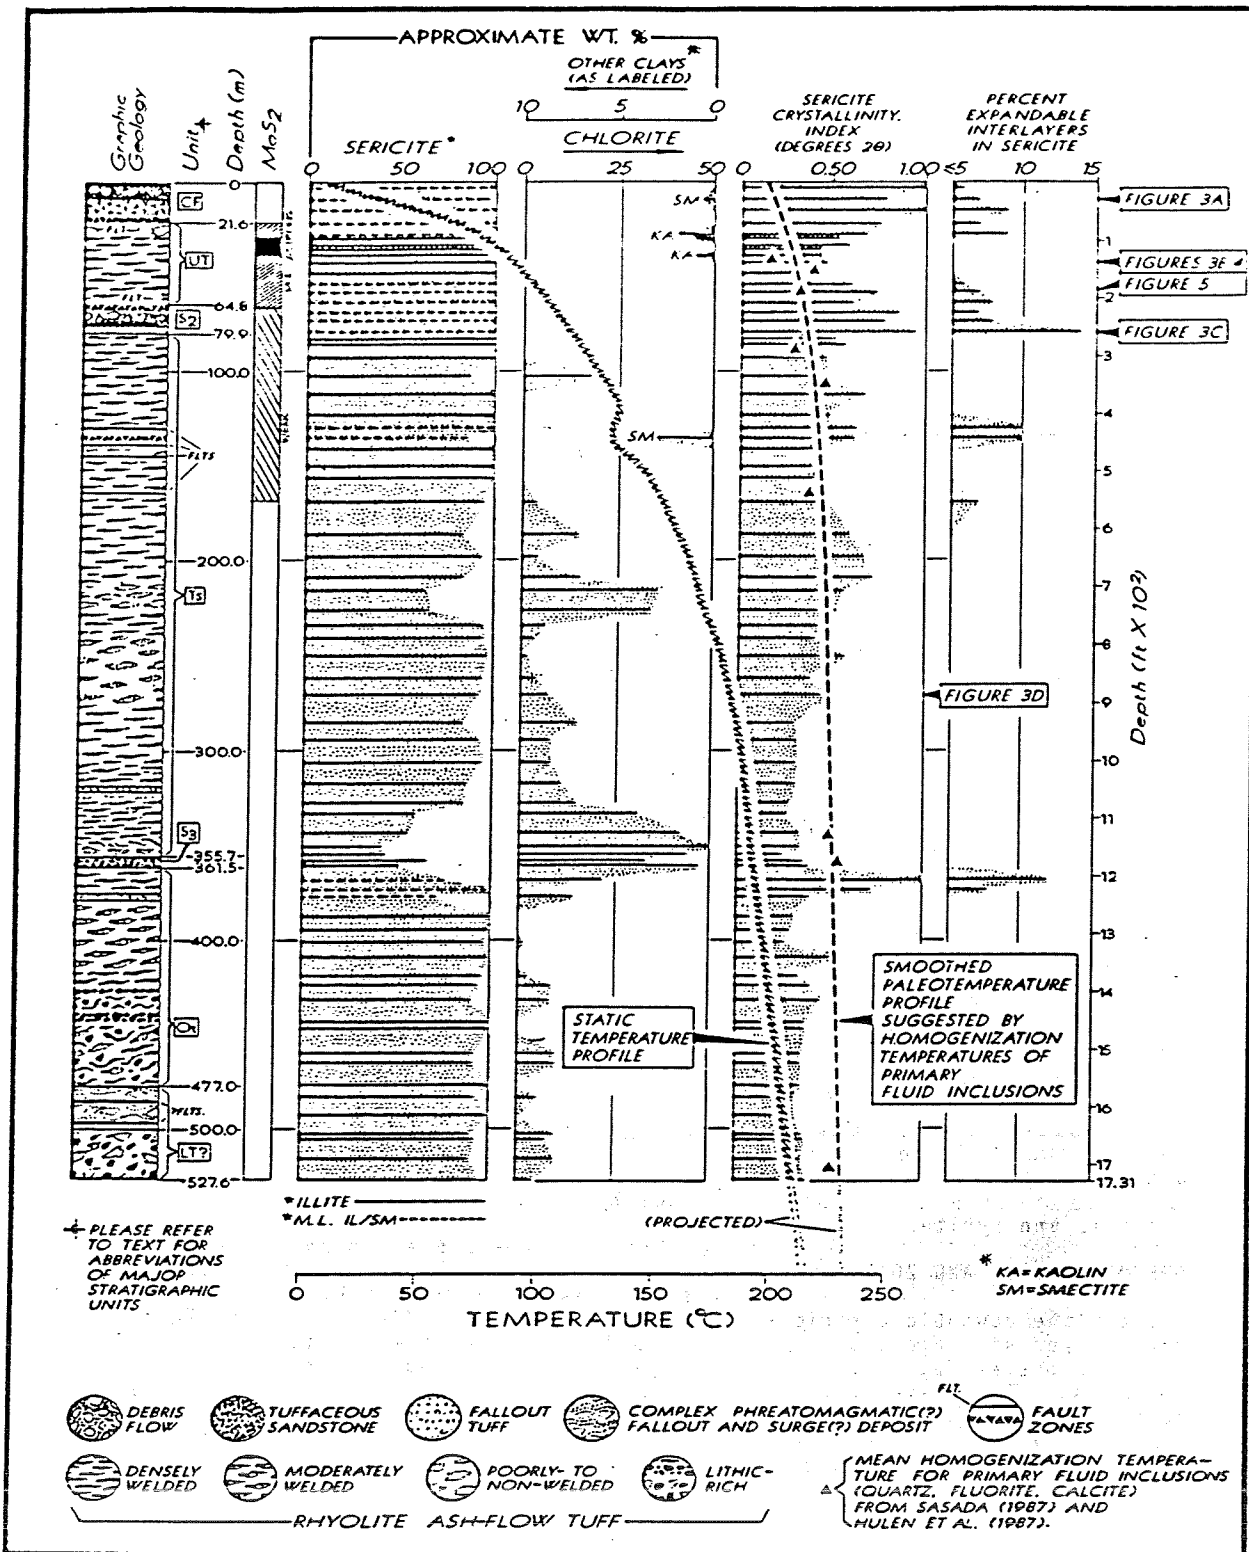 APPROXIMATE WT. %
OTHER CLAYS *
(AS LABELED)
10 5 0
SERICITE *
0 50 100
CHLORITE
0 25 50
SERICITE
CRYSTALLINITY
INDEX
(DEGREES 2θ)
0 0.50 1.00
PERCENT
EXPANDABLE
INTERLAYERS
IN SERICITE
≤5 10 15
Graphic
Geology
Unit
Depth (m)
MoS2
0
CF
21.6
UT
FLT
64.8
S2
79.9
100.0
WEAK
FLTS
200.0
TS
300.0
S3
355.7
361.5
400.0
477.0
FLTS.
500.0
LT?
527.6
SM
KA
KA
SM
FIGURE 3A
1
FIGURES 3B
FIGURE 5
2
FIGURE 3C
3
4
5
6
7
8
FIGURE 3D
9
10
11
12
13
14
15
16
17
17.31
Depth (ft X 10²)
STATIC
TEMPERATURE
PROFILE
SMOOTHED
PALEOTEMPERATURE
PROFILE
SUGGESTED BY
HOMOGENIZATION
TEMPERATURES OF
PRIMARY
FLUID INCLUSIONS
(PROJECTED)
*ILLITE
*M.L. IL/SM
PLEASE REFER
TO TEXT FOR
ABBREVIATIONS
OF MAJOR
STRATIGRAPHIC
UNITS
* KA=KAOLIN
SM=SMECTITE
0 100 150 200 250
TEMPERATURE (°C)
DEBRIS
FLOW
TUFFACEOUS
SANDSTONE
FALLOUT
TUFF
COMPLEX PHREATOMAGMATIC(?)
FALLOUT AND SURGE(?) DEPOSIT
FLT.
FAULT
ZONES
DENSELY
WELDED
MODERATELY
WELDED
POORLY- TO
NON-WELDED
LITHIC-
RICH
RHYOLITE ASH-FLOW TUFF
MEAN HOMOGENIZATION TEMPERA-
TURE FOR PRIMARY FLUID INCLUSIONS
(QUARTZ, FLUORITE, CALCITE)
FROM SASADA (1987) AND
HULEN ET AL. (1987).